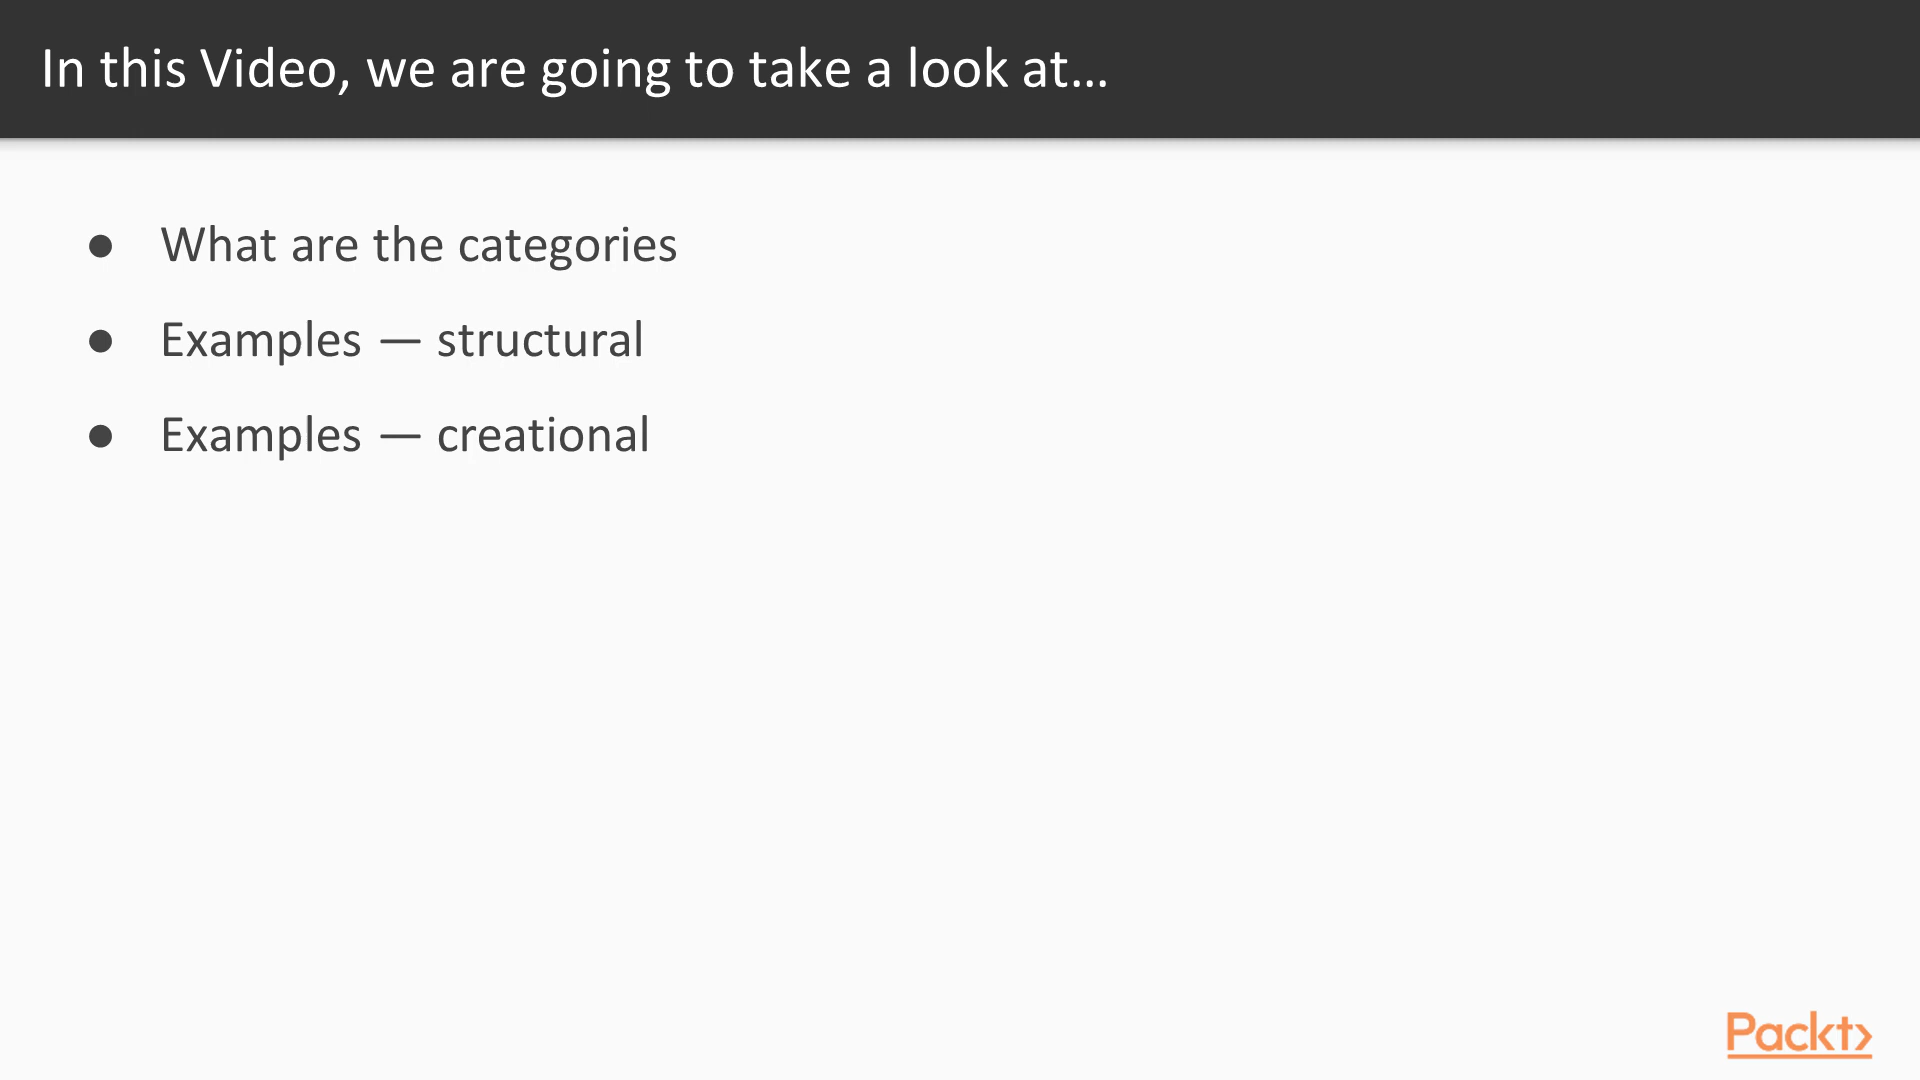 In this Video, we are going to take a look at…
● What are the categories
● Examples — structural
● Examples — creational
Packt>